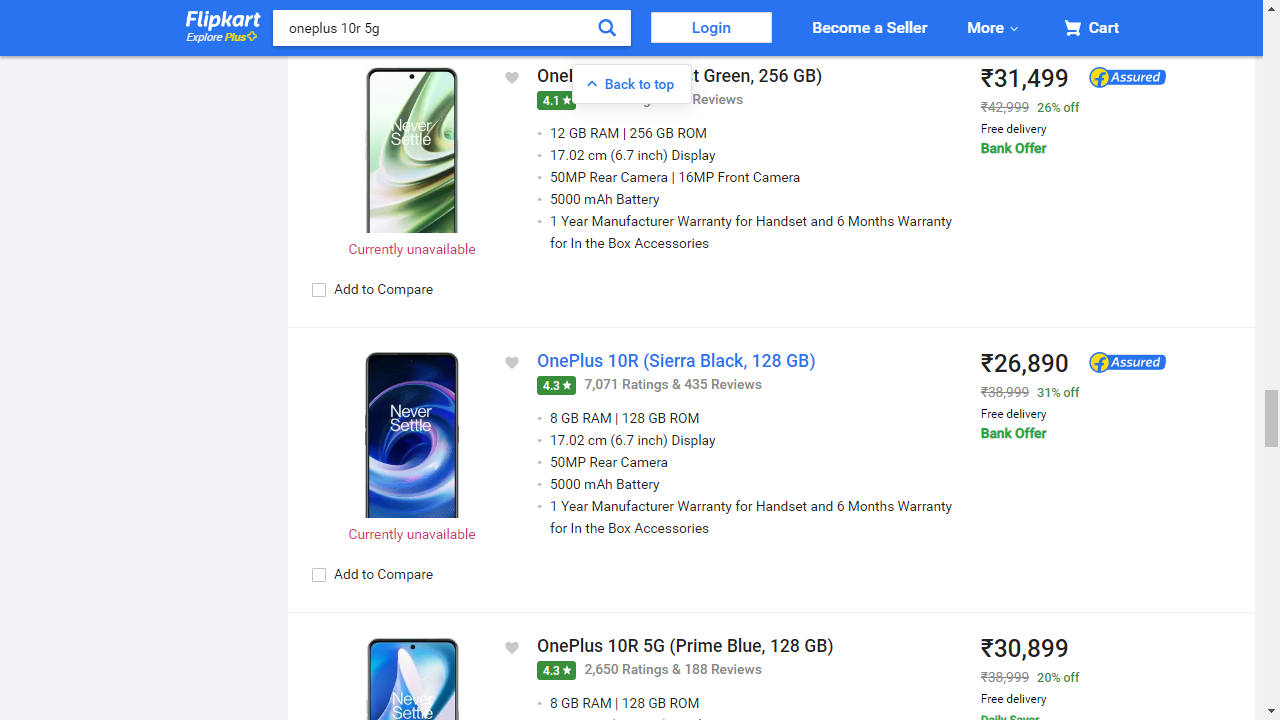 Flipkart
Explore Plus
oneplus 10r 5g
Login
Become a Seller
More
Cart
Back to top
t Green, 256 GB)
4.1
Reviews
12 GB RAM | 256 GB ROM
17.02 cm (6.7 inch) Display
50MP Rear Camera | 16MP Front Camera
5000 mAh Battery
1 Year Manufacturer Warranty for Handset and 6 Months Warranty
for In the Box Accessories
₹31,499
Assured
₹42,999 26% off
Free delivery
Bank Offer
Never
Settle
Currently unavailable
Add to Compare
OnePlus 10R (Sierra Black, 128 GB)
4.3 7,071 Ratings & 435 Reviews
8 GB RAM | 128 GB ROM
17.02 cm (6.7 inch) Display
50MP Rear Camera
5000 mAh Battery
1 Year Manufacturer Warranty for Handset and 6 Months Warranty
for In the Box Accessories
₹26,890
Assured
₹38,999 31% off
Free delivery
Bank Offer
Never
Settle
Currently unavailable
Add to Compare
OnePlus 10R 5G (Prime Blue, 128 GB)
4.3 2,650 Ratings & 188 Reviews
8 GB RAM | 128 GB ROM
₹30,899
₹38,999 20% off
Free delivery
Daily Saver
Never
Settle